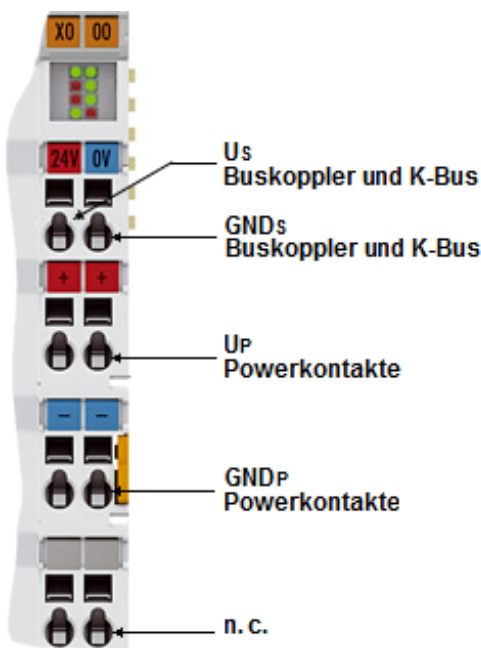 X0 00
24V 0V
Us
Buskoppler und K-Bus
GNDs
Buskoppler und K-Bus
+ +
UP
Powerkontakte
- -
GNDP
Powerkontakte
n. c.